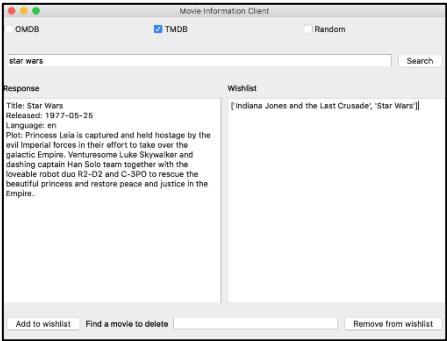 Movie Information Client
OMDB
TMDB
Random
star wars
Search
Response
Wishlist
Title: Star Wars
Released: 1977-05-25
Language: en
Plot: Princess Leia is captured and held hostage by the
evil Imperial forces in their effort to take over the
galactic Empire. Venturesome Luke Skywalker and
dashing captain Han Solo team together with the
loveable robot duo R2-D2 and C-3PO to rescue the
beautiful princess and restore peace and justice in the
Empire.
['Indiana Jones and the Last Crusade', 'Star Wars']
Add to wishlist
Find a movie to delete
Remove from wishlist